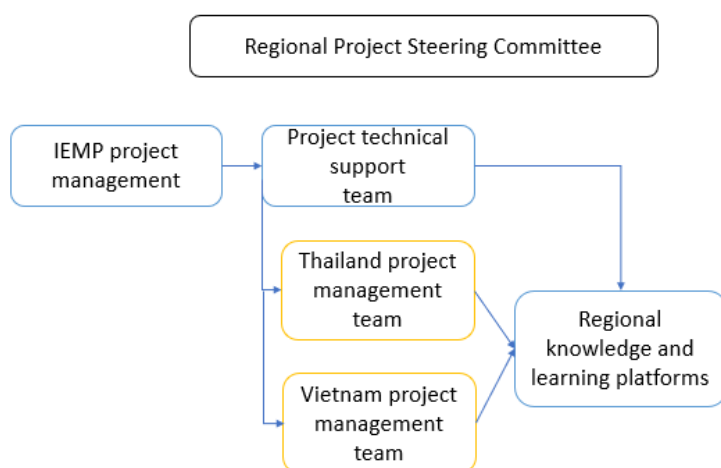 Regional Project Steering Committee
IEMP project
management
Project technical
support
team
Thailand project
management
team
Vietnam project
management
team
Regional
knowledge and
learning platforms